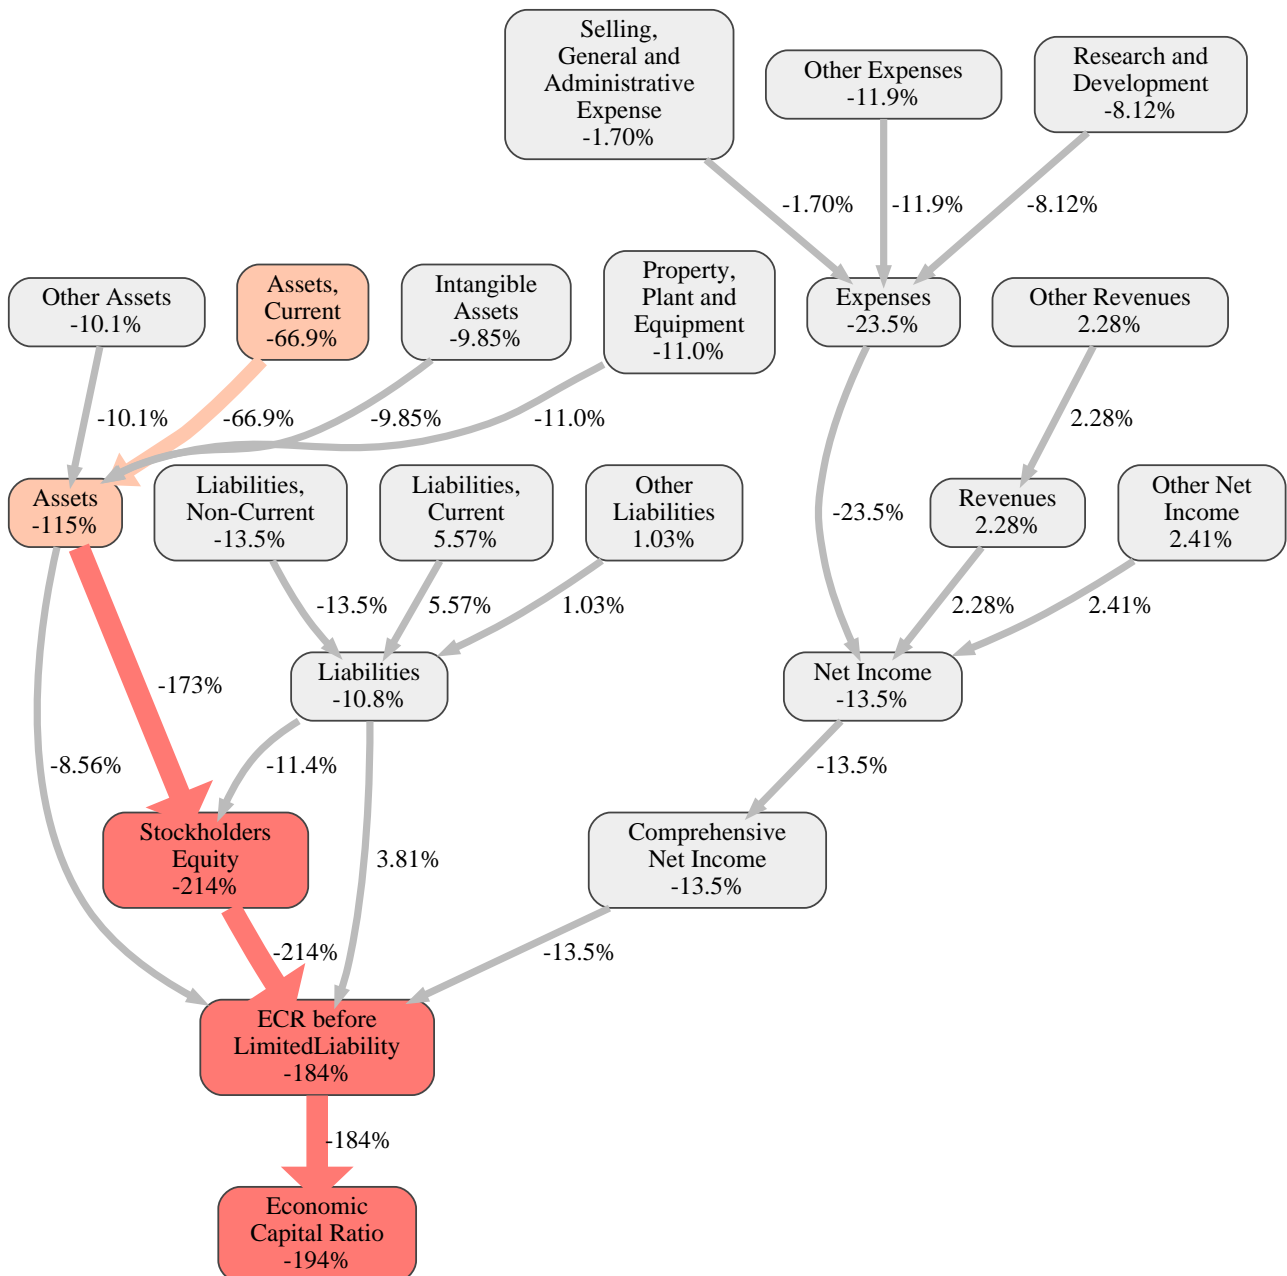 Selling,
General and
Administrative
Expense
-1.70%
Other Expenses
-11.9%
Research and
Development
-8.12%
-1.70%
-11.9%
-8.12%
Other Assets
-10.1%
Assets,
Current
-66.9%
Intangible
Assets
-9.85%
Property,
Plant and
Equipment
-11.0%
Expenses
-23.5%
Other Revenues
2.28%
-10.1%
-66.9%
-9.85%
-11.0%
2.28%
Assets
-115%
Liabilities,
Non-Current
-13.5%
Liabilities,
Current
5.57%
Other
Liabilities
1.03%
-23.5%
Revenues
2.28%
Other Net
Income
2.41%
-13.5%
5.57%
1.03%
2.28%
2.41%
-173%
Liabilities
-10.8%
Net Income
-13.5%
-8.56%
-11.4%
-13.5%
Stockholders
Equity
-214%
3.81%
Comprehensive
Net Income
-13.5%
-214%
-13.5%
ECR before
LimitedLiability
-184%
-184%
Economic
Capital Ratio
-194%